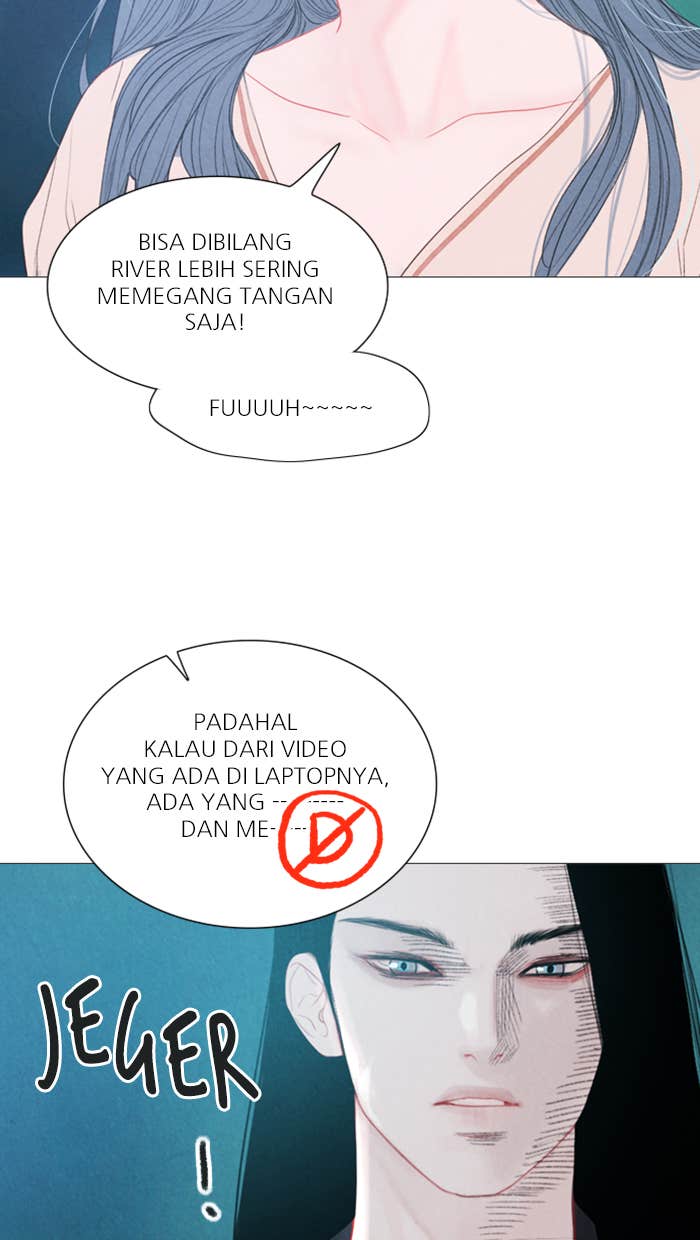 BISA DIBILANG
RIVER LEBIH SERING
MEMEGANG TANGAN
SAJA!
FUUUUH~~~~~
PADAHAL
KALAU DARI VIDEO
YANG ADA DI LAPTOPNYA,
ADA YANG --------
DAN ME-----
D
JEGER
!